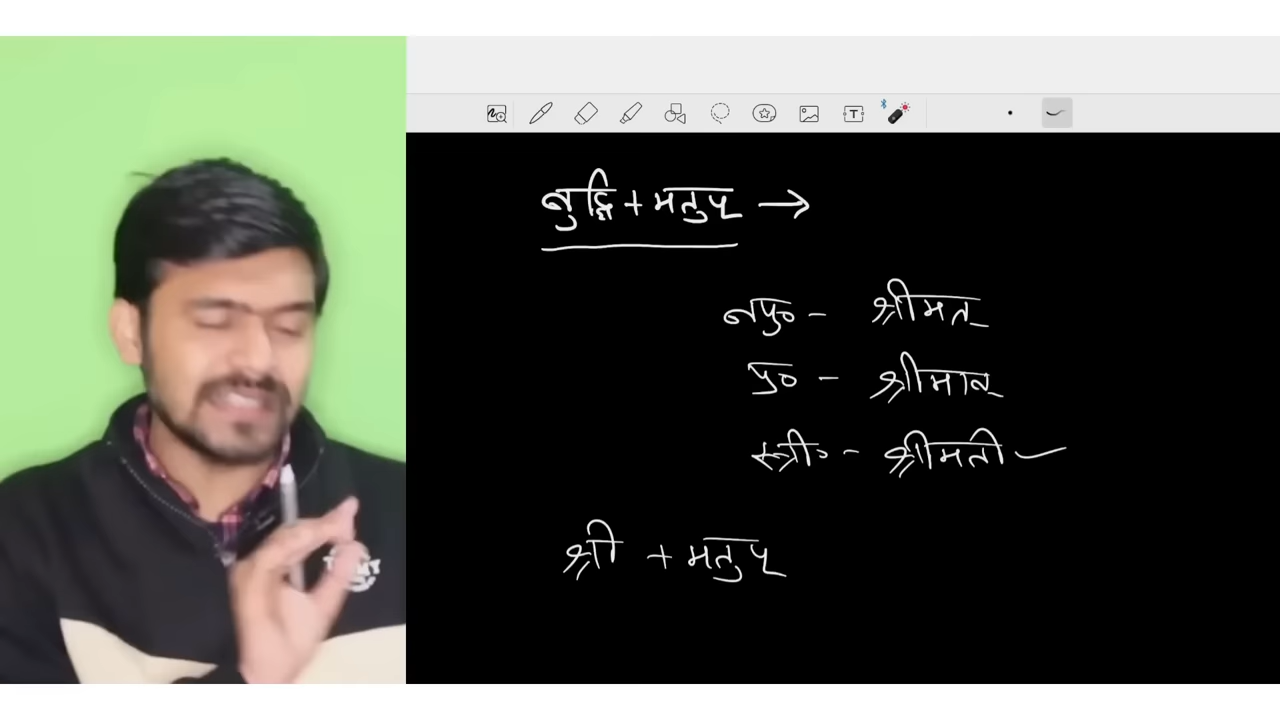 बुद्धि + मतुप् →
नपु० - श्रीमत्
पु० - श्रीमान्
स्त्री० - श्रीमती
श्री + मतुप्